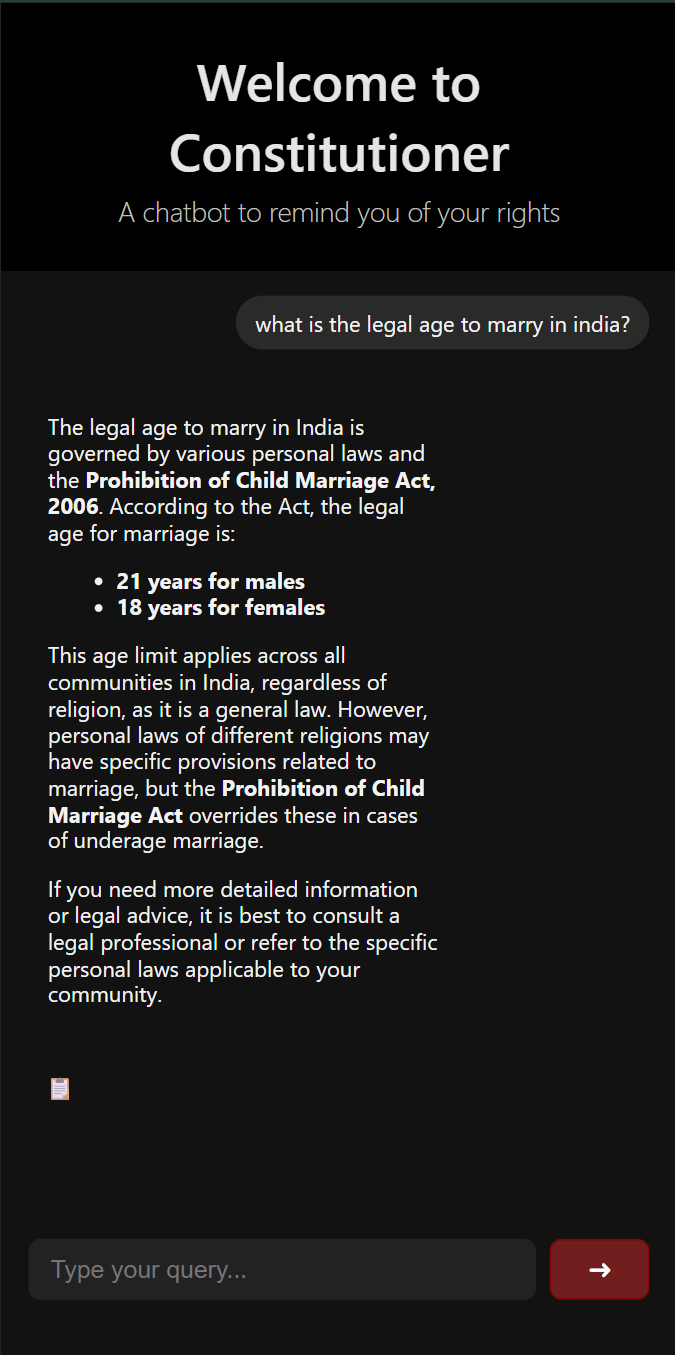 Welcome to
Constitutioner
A chatbot to remind you of your rights
what is the legal age to marry in india?
The legal age to marry in India is
governed by various personal laws and
the Prohibition of Child Marriage Act,
2006. According to the Act, the legal
age for marriage is:
• 21 years for males
• 18 years for females
This age limit applies across all
communities in India, regardless of
religion, as it is a general law. However,
personal laws of different religions may
have specific provisions related to
marriage, but the Prohibition of Child
Marriage Act overrides these in cases
of underage marriage.
If you need more detailed information
or legal advice, it is best to consult a
legal professional or refer to the specific
personal laws applicable to your
community.
Type your query...